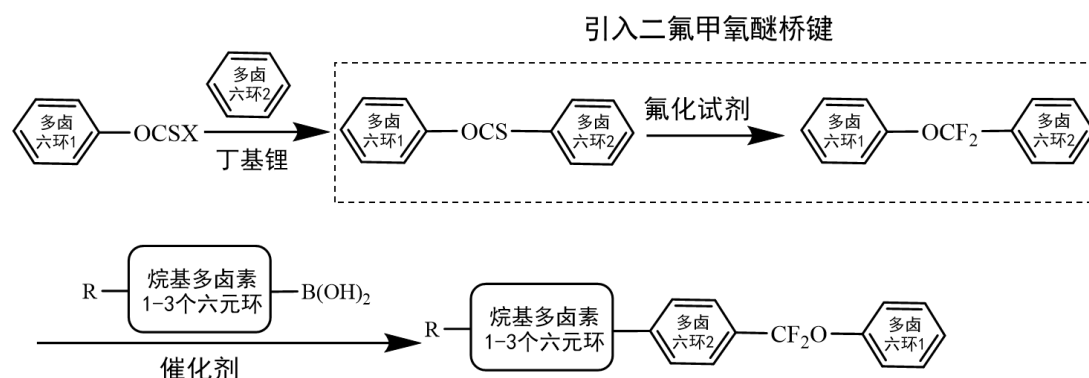 引入二氟甲氧醚桥键
多卤
六环2
多卤
六环1
OCSX
丁基锂
多卤
六环1
OCS
多卤
六环2
氟化试剂
多卤
六环1
OCF2
多卤
六环2
R
烷基多卤素
1-3个六元环
B(OH)2
催化剂
R
烷基多卤素
1-3个六元环
多卤
六环2
CF2O
多卤
六环1